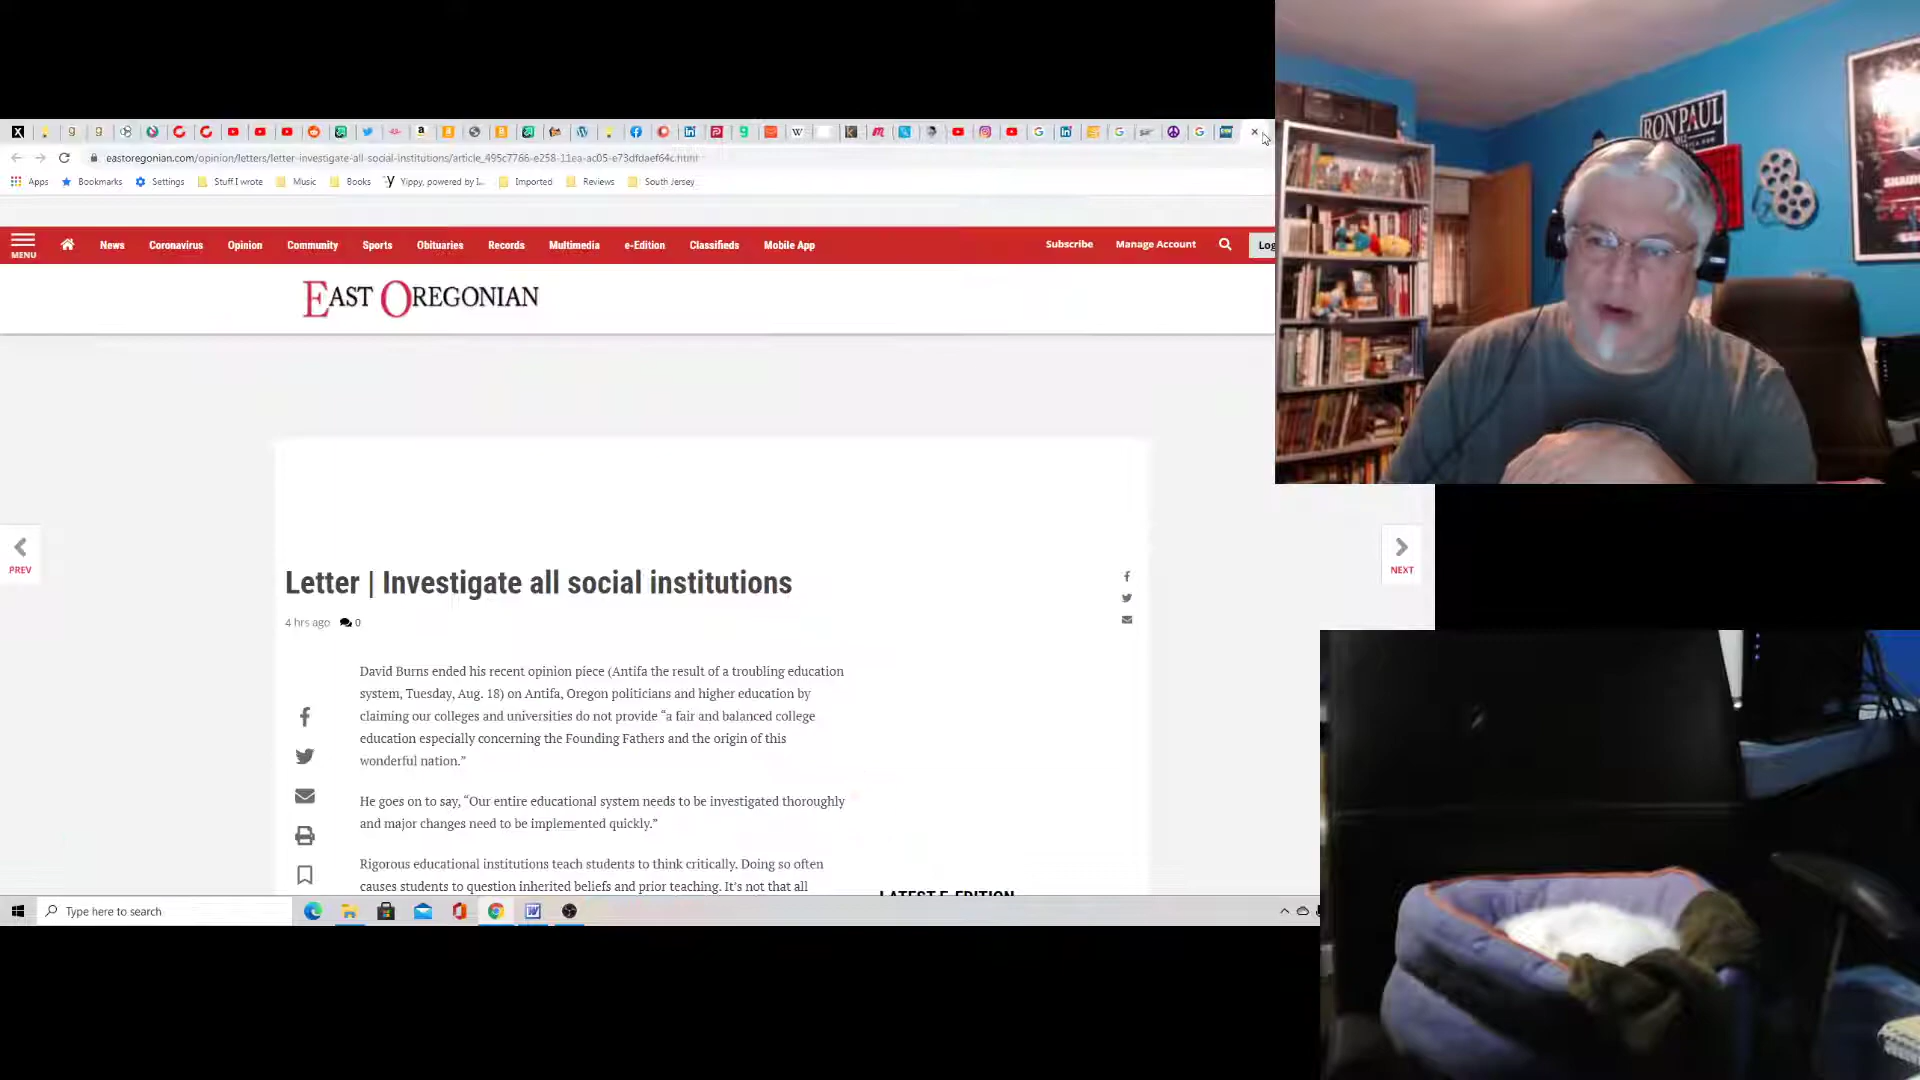 eastoregonian.com/opinion/letters/letter-investigate-all-social-institutions/article_495c7766-e258-11ea-ac05-e73dfdaef64c.html
Apps Bookmarks Settings Stuff I wrote Music Books Yippy, powered by I... Imported Reviews South Jersey
MENU News Coronavirus Opinion Community Sports Obituaries Records Multimedia e-Edition Classifieds Mobile App Subscribe Manage Account Log
EAST OREGONIAN
RON PAUL
PREV
NEXT
Letter | Investigate all social institutions
4 hrs ago 0
David Burns ended his recent opinion piece (Antifa the result of a troubling education
system, Tuesday, Aug. 18) on Antifa, Oregon politicians and higher education by
claiming our colleges and universities do not provide “a fair and balanced college
education especially concerning the Founding Fathers and the origin of this
wonderful nation.”
He goes on to say, “Our entire educational system needs to be investigated thoroughly
and major changes need to be implemented quickly.”
Rigorous educational institutions teach students to think critically. Doing so often
causes students to question inherited beliefs and prior teaching. It's not that all
LATEST E-EDITION
Type here to search